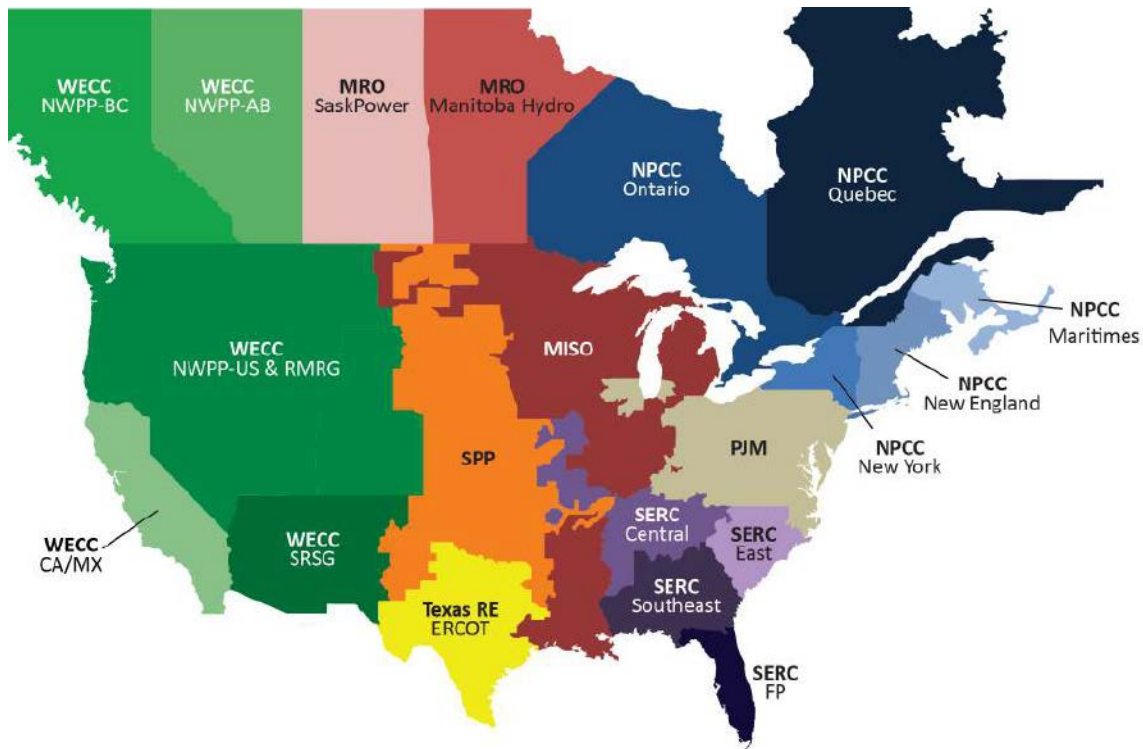 WECC
NWPP-BC
WECC
NWPP-AB
MRO
SaskPower
MRO
Manitoba Hydro
NPCC
Ontario
NPCC
Quebec
NPCC
Maritimes
WECC
NWPP-US & RMRG
MISO
NPCC
New England
NPCC
New York
SPP
PJM
WECC
CA/MX
WECC
SRSG
SERC
Central
SERC
East
SERC
Southeast
Texas RE
ERCOT
SERC
FP